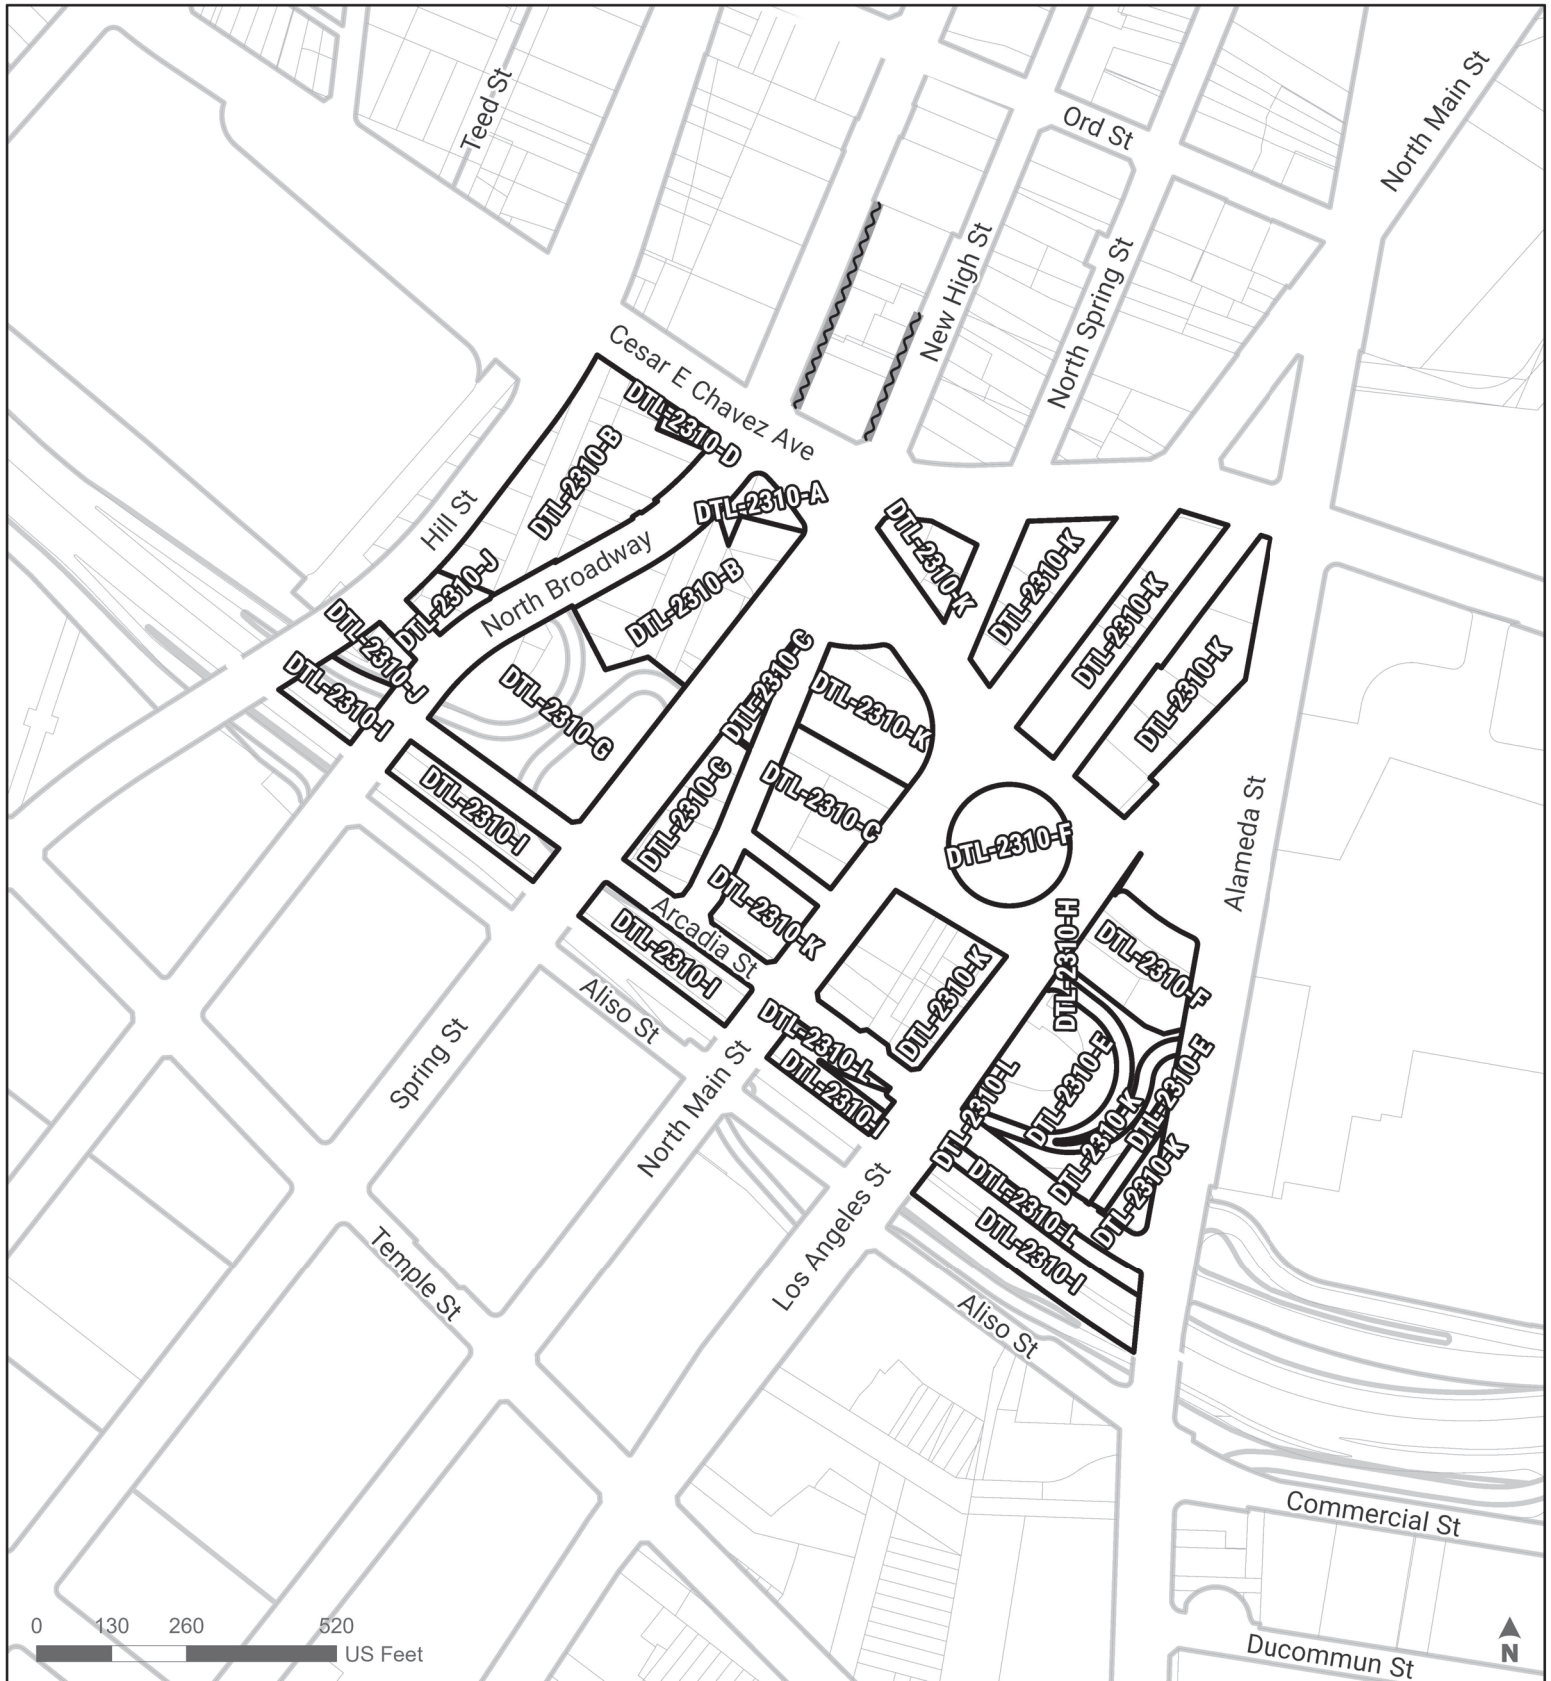 Teed St
Ord St
North Main St
New High St
North Spring St
Cesar E Chavez Ave
DTL-2310-D
DTL-2310-B
DTL-2310-A
Hill St
DTL-2310-K
DTL-2310-K
North Broadway
DTL-2310-J
DTL-2310-B
DTL-2310-K
DTL-2310-J
DTL-2310-C
DTL-2310-K
DTL-2310-I
DTL-2310-G
DTL-2310-K
DTL-2310-I
DTL-2310-C
DTL-2310-C
DTL-2310-F
Alameda St
DTL-2310-K
Arcadia St
DTL-2310-I
DTL-2310-H
DTL-2310-F
DTL-2310-K
Aliso St
DTL-2310-L
DTL-2310-I
DTL-2310-E
DTL-2310-E
Spring St
North Main St
DTL-2310-L
DTL-2310-K
DTL-2310-K
DTL-2310-L
DTL-2310-I
Los Angeles St
Temple St
Aliso St
Commercial St
Ducommun St
0 130 260 520
US Feet
N